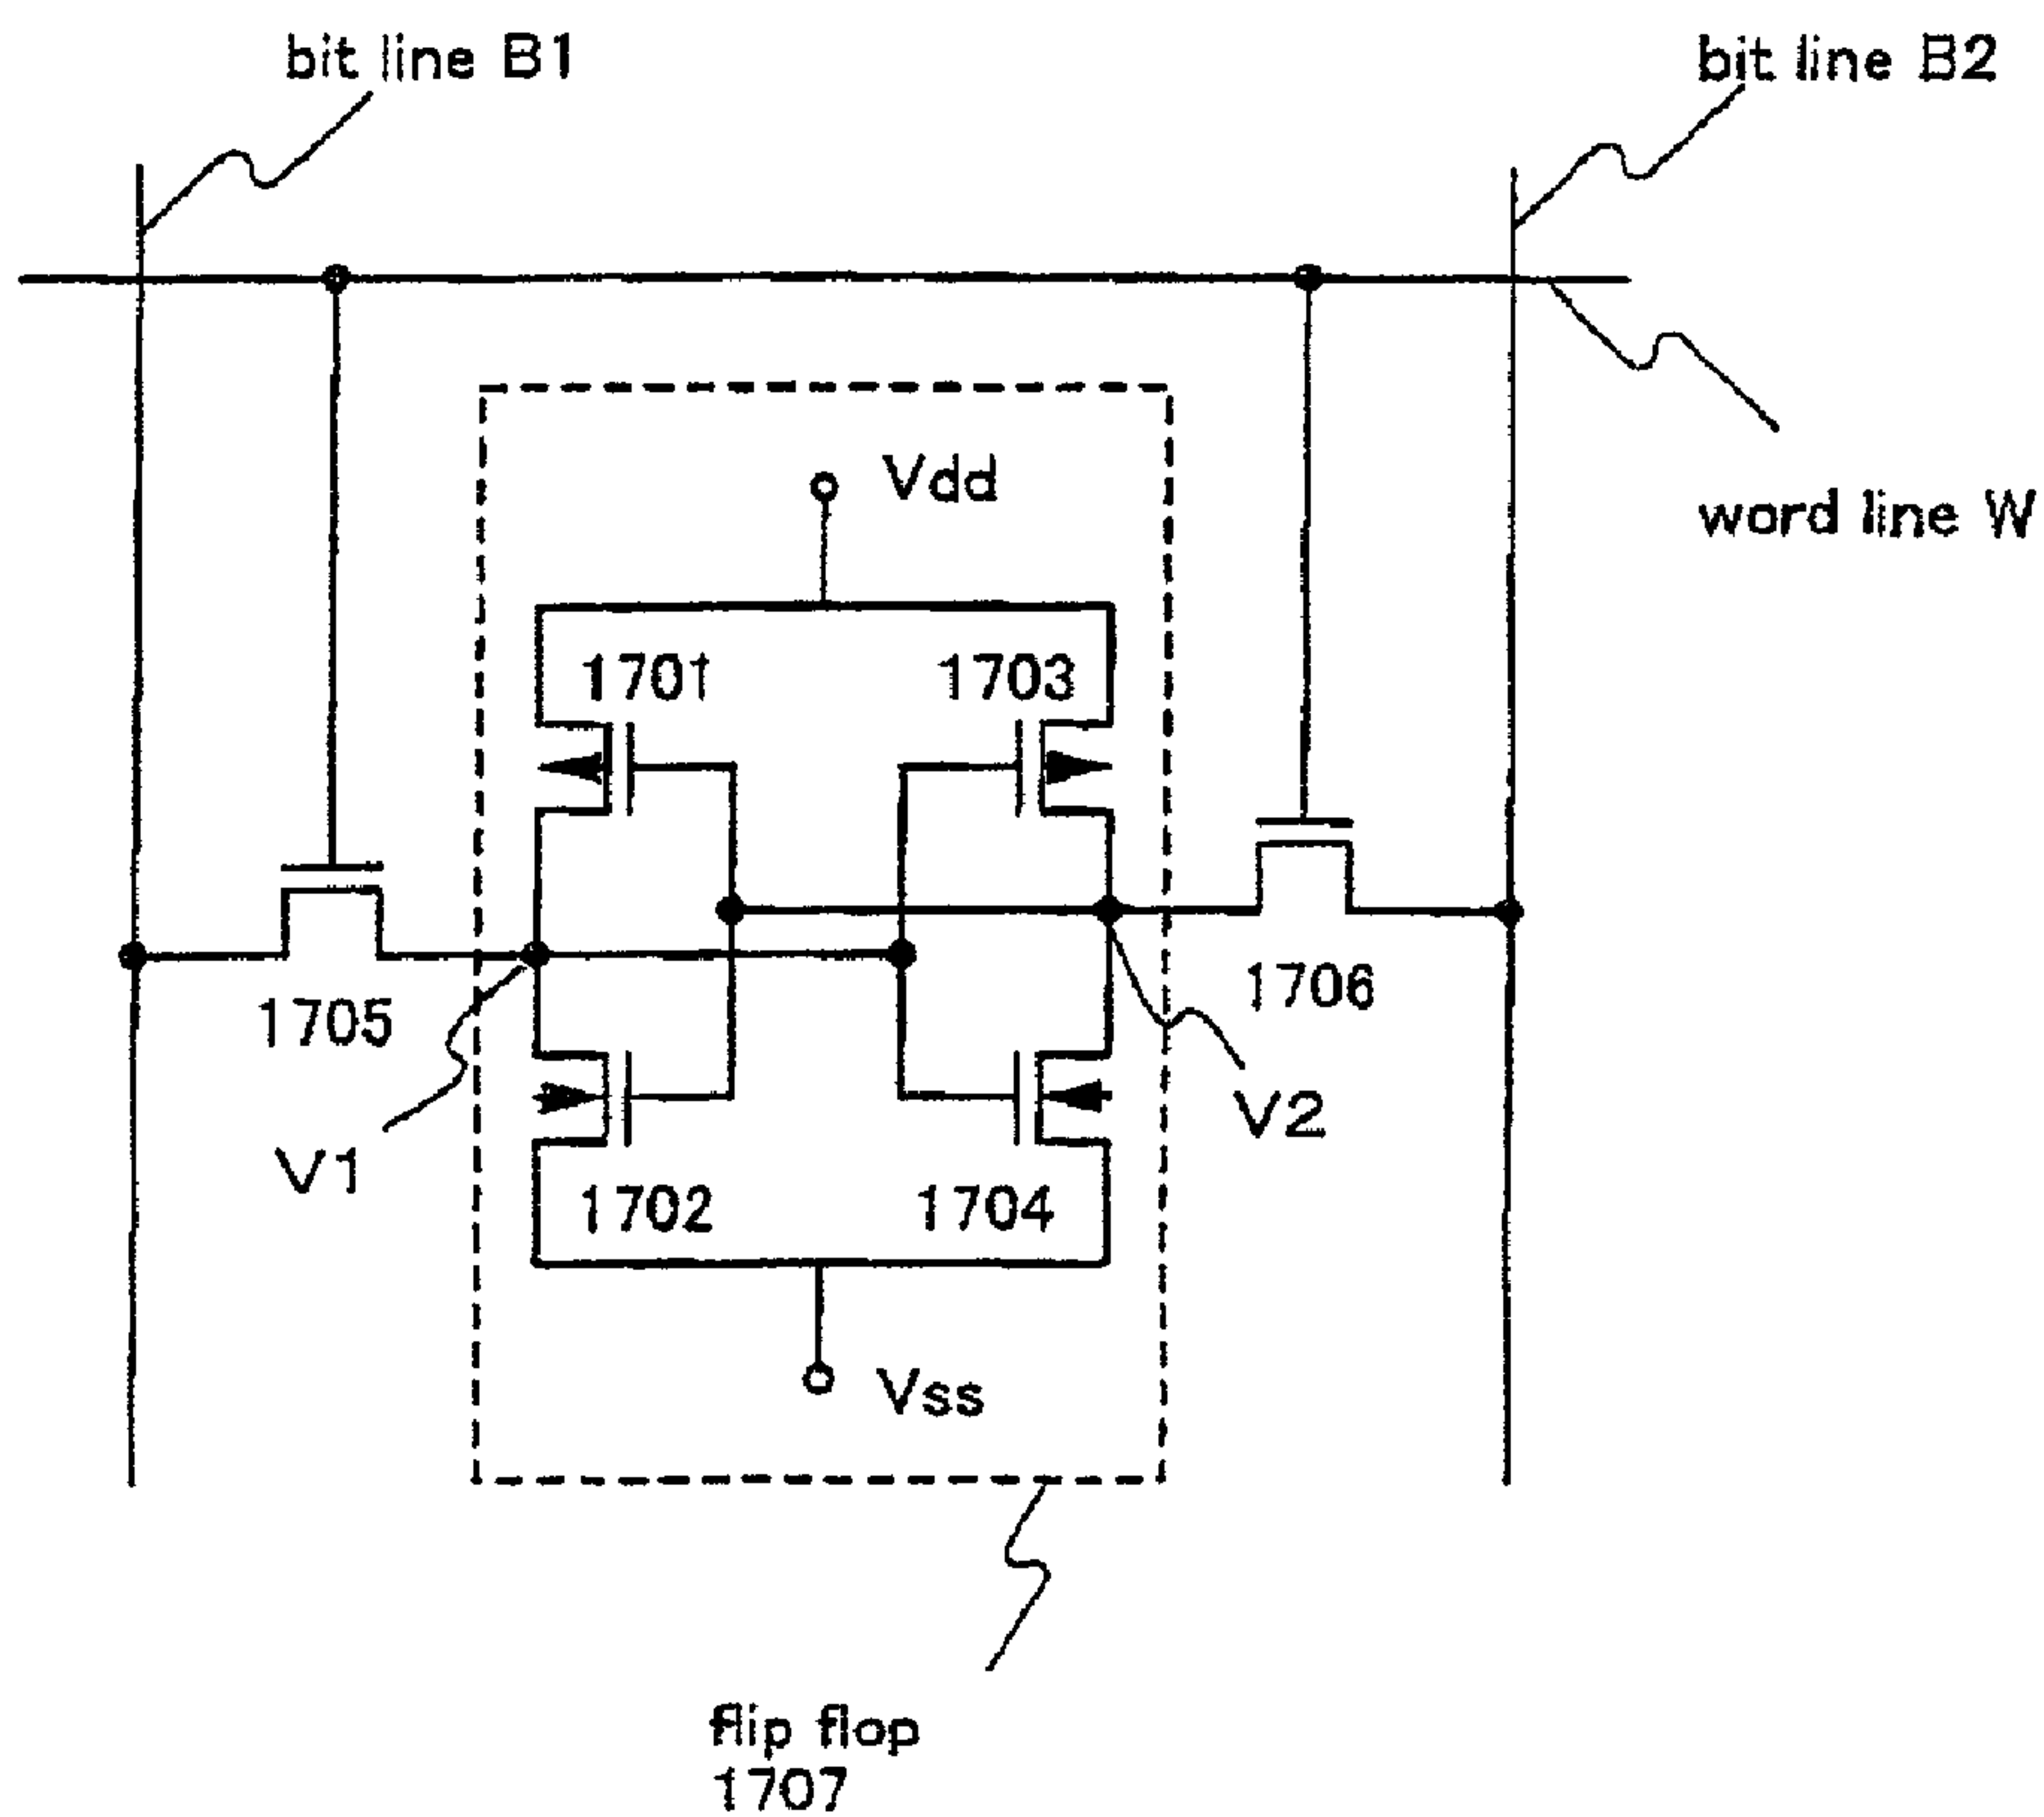 bit line B1
bit line B2
word line W
Vdd
1701
1703
1705
1706
V1
V2
1702
1704
Vss
flip flop
1707